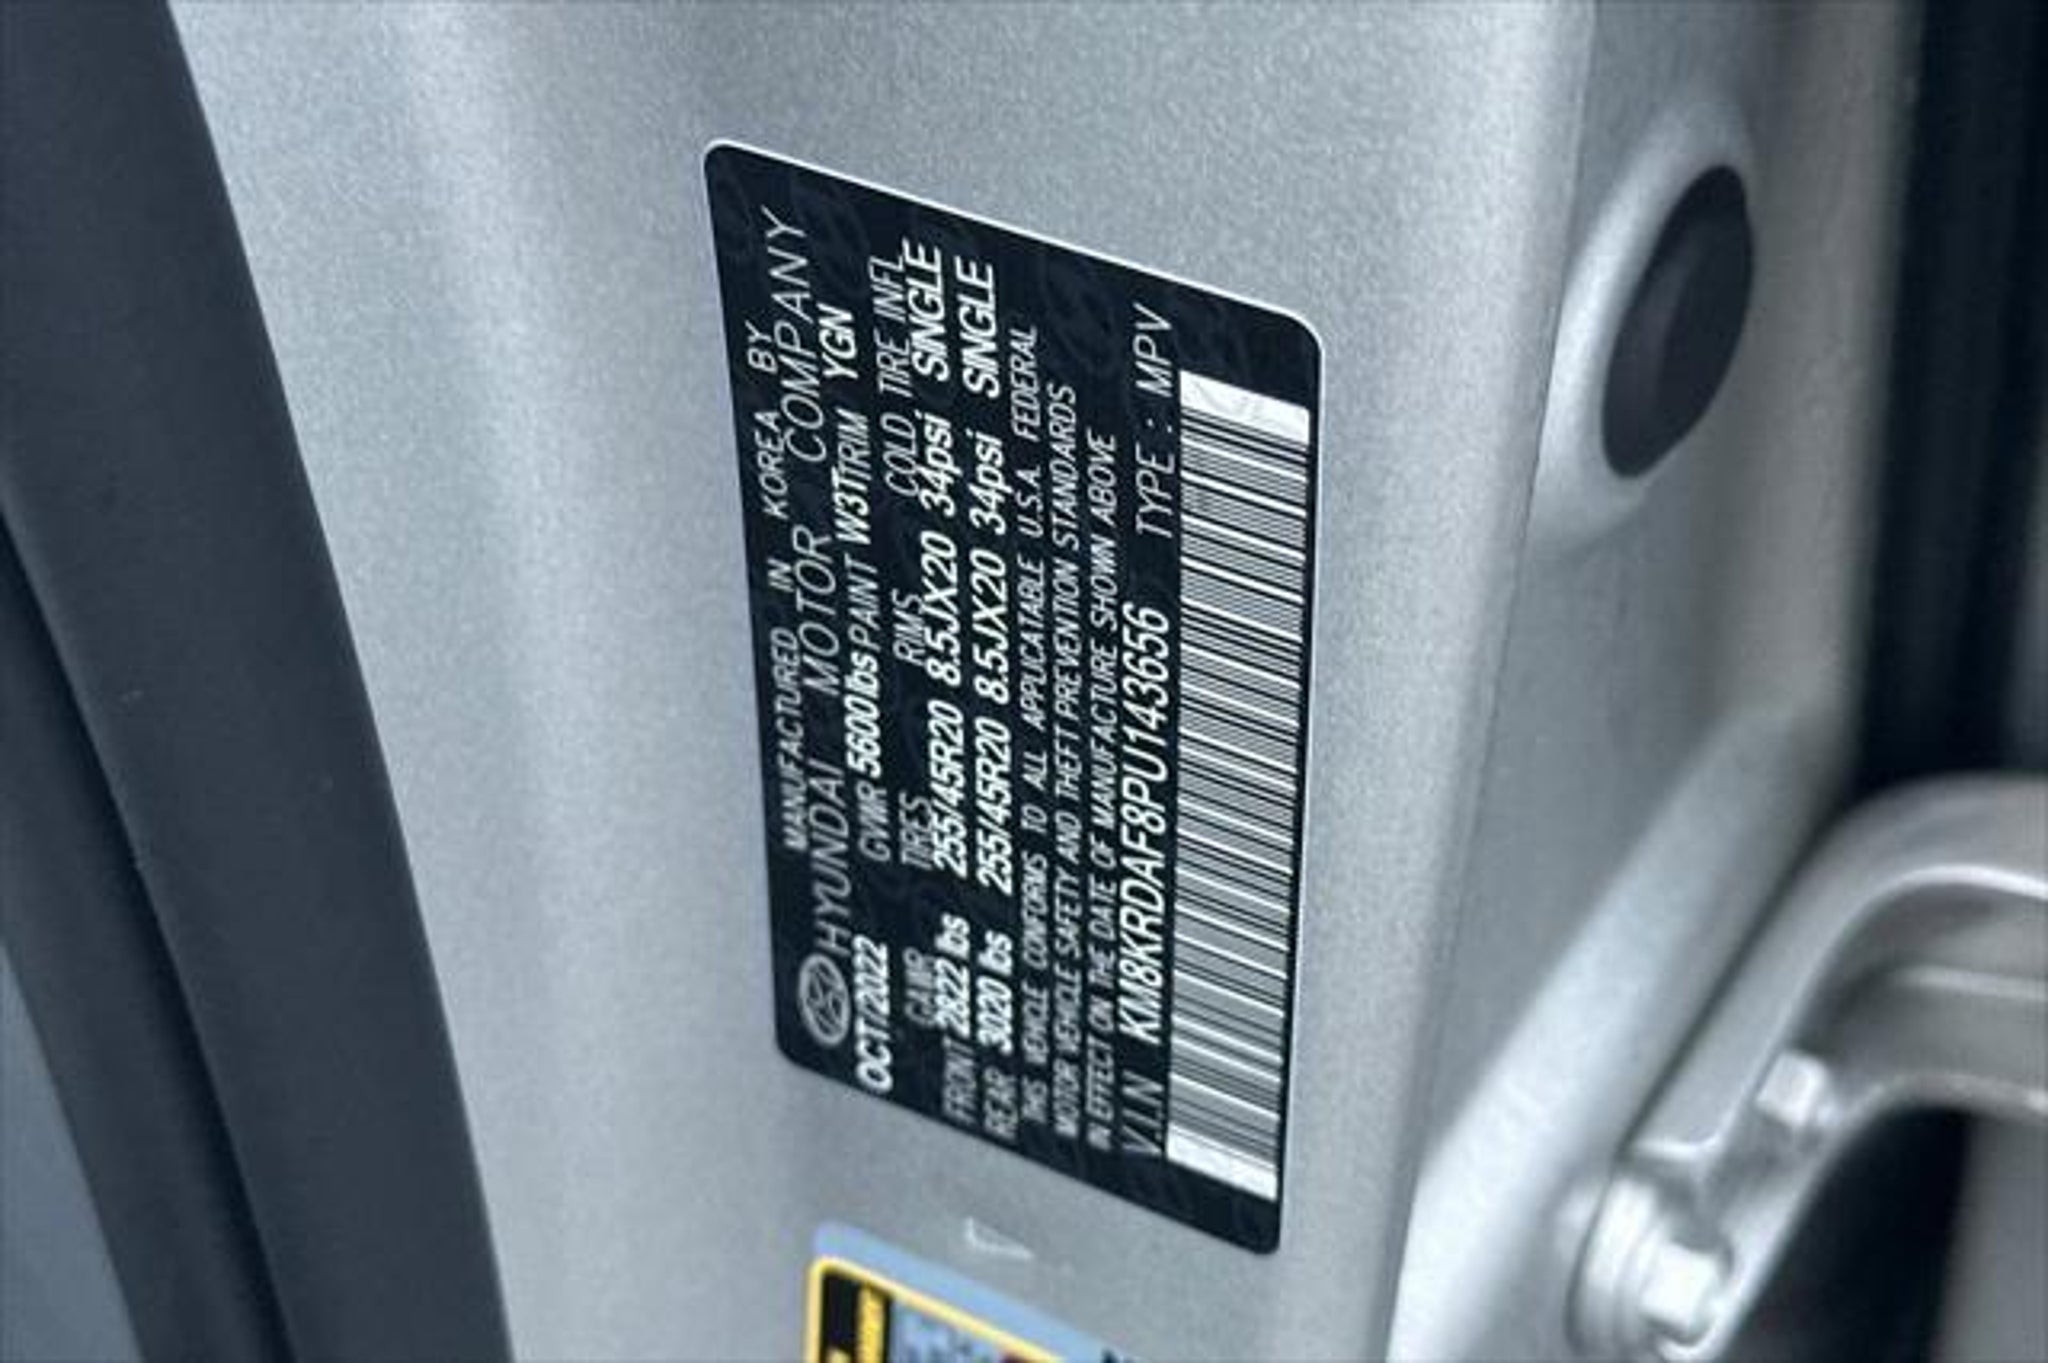 MANUFACTURED IN KOREA BY
HYUNDAI MOTOR COMPANY
OCT/2022 GVWR 5600lbs PAINT W3T TRIM YGN
GAWR TIRES RIMS COLD TIRE INFL
FRONT 2822 lbs 255/45R20 8.5JX20 34psi. SINGLE
REAR 3020 lbs 255/45R20 8.5JX20 34psi SINGLE
THIS VEHICLE CONFORMS TO ALL APPLICATABLE U.S.A. FEDERAL
MOTOR VEHICLE SAFETY AND THEFT PREVENTION STANDARDS
IN EFFECT ON THE DATE OF MANUFACTURE SHOWN ABOVE
V.I.N KM8KRDAF8PU143656 TYPE : MPV